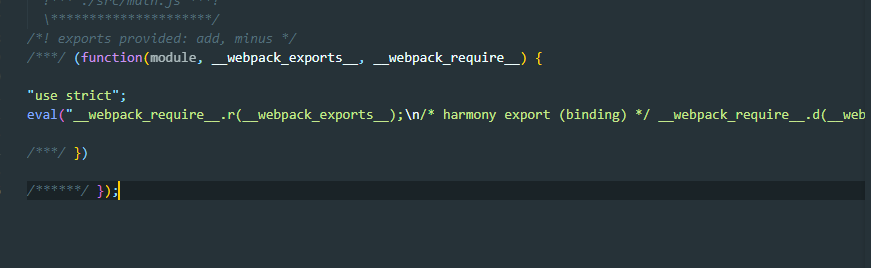 !*** ./src/math.js ***!
\*********************/
/*! exports provided: add, minus */
/***/ (function(module, __webpack_exports__, __webpack_require__) {
"use strict";
eval("__webpack_require__.r(__webpack_exports__);\n/* harmony export (binding) */ __webpack_require__.d(__web
/***/ })
/******/ });